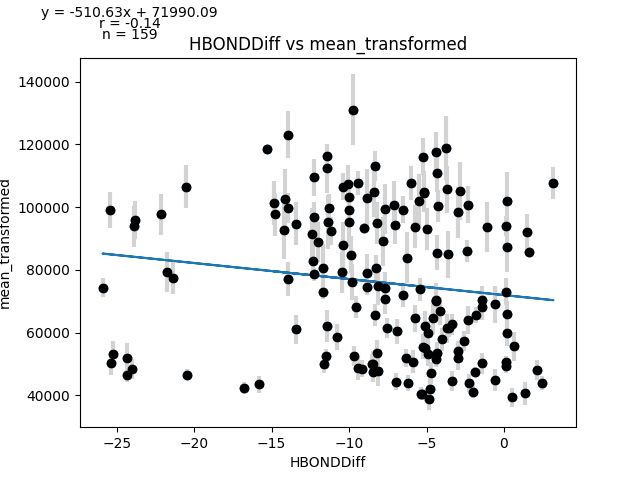 y = -510.63x + 71990.09
r = -0.14
n = 159
HBONDDiff vs mean_transformed
140000
120000
100000
80000
60000
40000
mean_transformed
−25
−20
−15
−10
−5
0
HBONDDiff